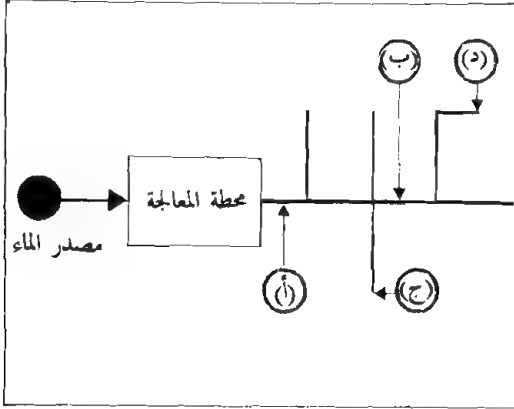 (ب)
(د)
محطة المعالجة
مصدر الماء
(أ)
(ج)